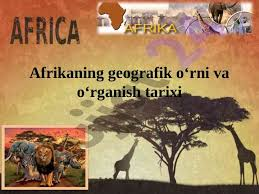 AFRICA
AFRIKA
Afrikaning geografik o‘rni va
o‘rganish tarixi